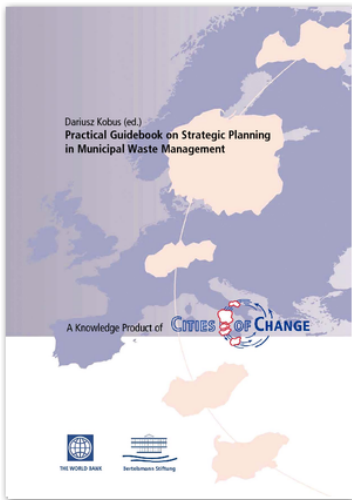 Dariusz Kobus (ed.)
Practical Guidebook on Strategic Planning
in Municipal Waste Management
A Knowledge Product of CITIES OF CHANGE
THE WORLD BANK
Bertelsmann Stiftung